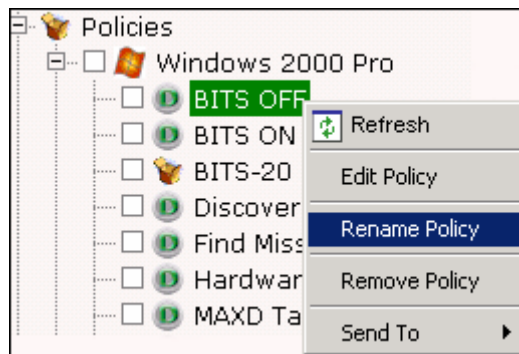 Policies
Windows 2000 Pro
BITS OFF
BITS ON
BITS-20
Discover
Find Miss
Hardwar
MAXD Ta
Refresh
Edit Policy
Rename Policy
Remove Policy
Send To